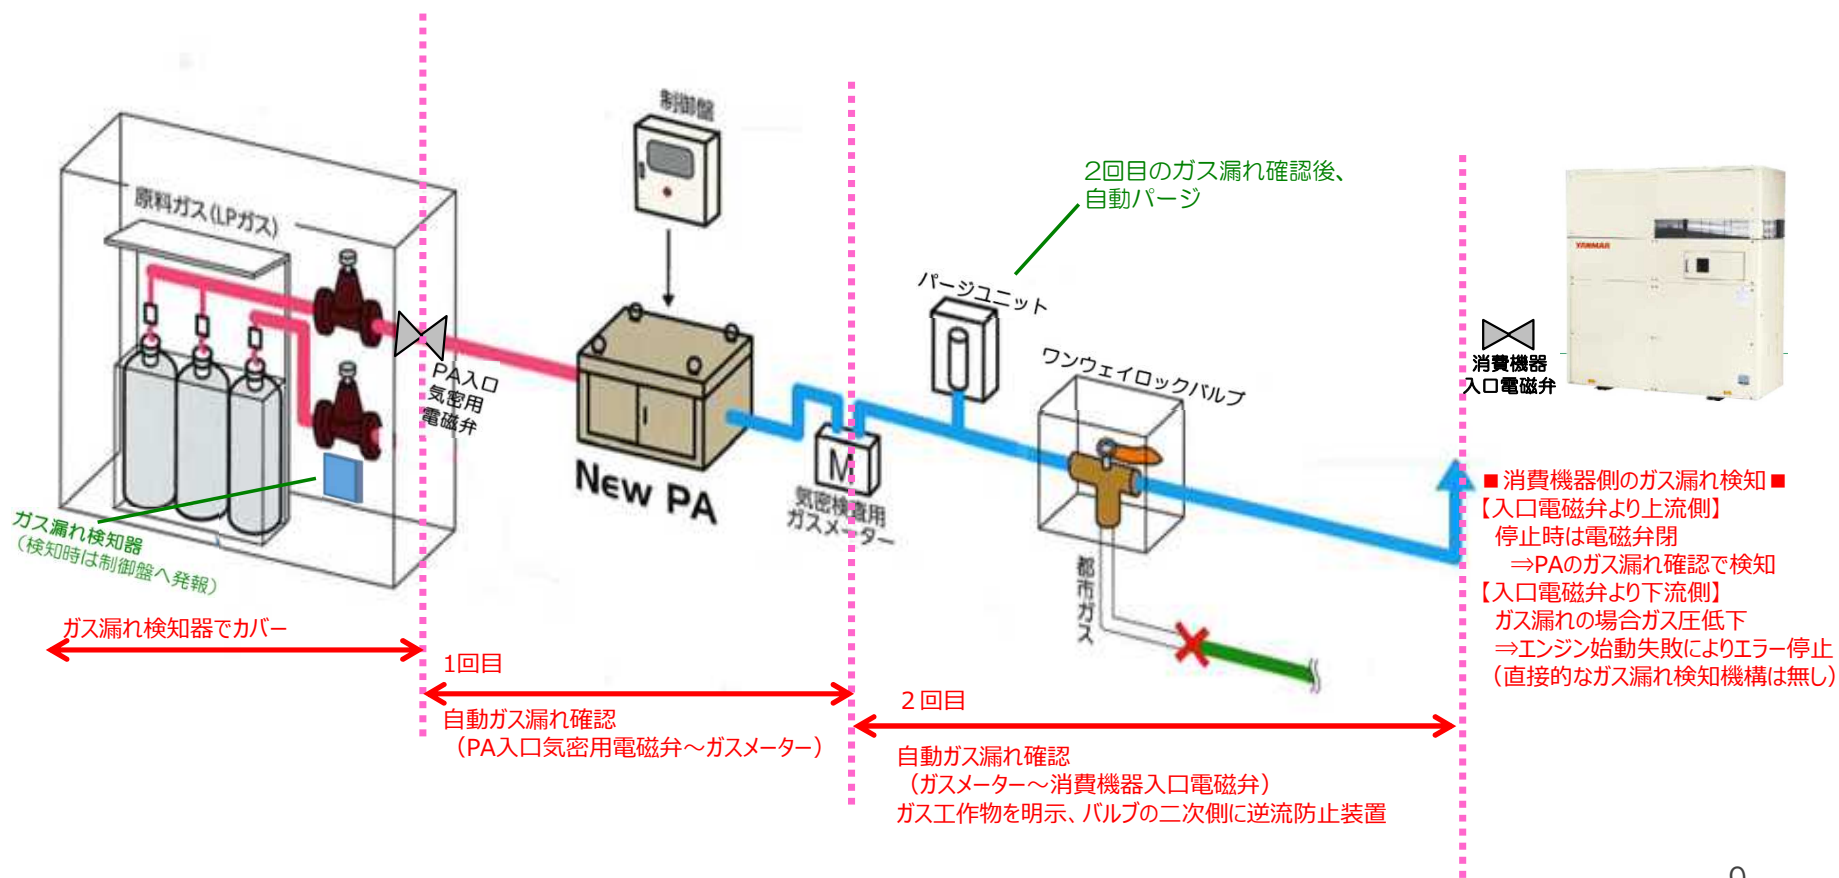 制御盤
原料ガス(LPガス)
2回目のガス漏れ確認後、
自動パージ
パージユニット
ワンウェイロックバルブ
YANMAR
PA入口
気密用
電磁弁
New PA
M
気密検査用
ガスメーター
都市ガス
消費機器
入口電磁弁
ガス漏れ検知器
(検知時は制御盤へ発報)
■消費機器側のガス漏れ検知■
【入口電磁弁より上流側】
停止時は電磁弁閉
⇒PAのガス漏れ確認で検知
【入口電磁弁より下流側】
ガス漏れの場合ガス圧低下
⇒エンジン始動失敗によりエラー停止
(直接的なガス漏れ検知機構は無し)
ガス漏れ検知器でカバー
1回目
自動ガス漏れ確認
(PA入口気密用電磁弁～ガスメーター)
2回目
自動ガス漏れ確認
(ガスメーター～消費機器入口電磁弁)
ガス工作物を明示、バルブの二次側に逆流防止装置